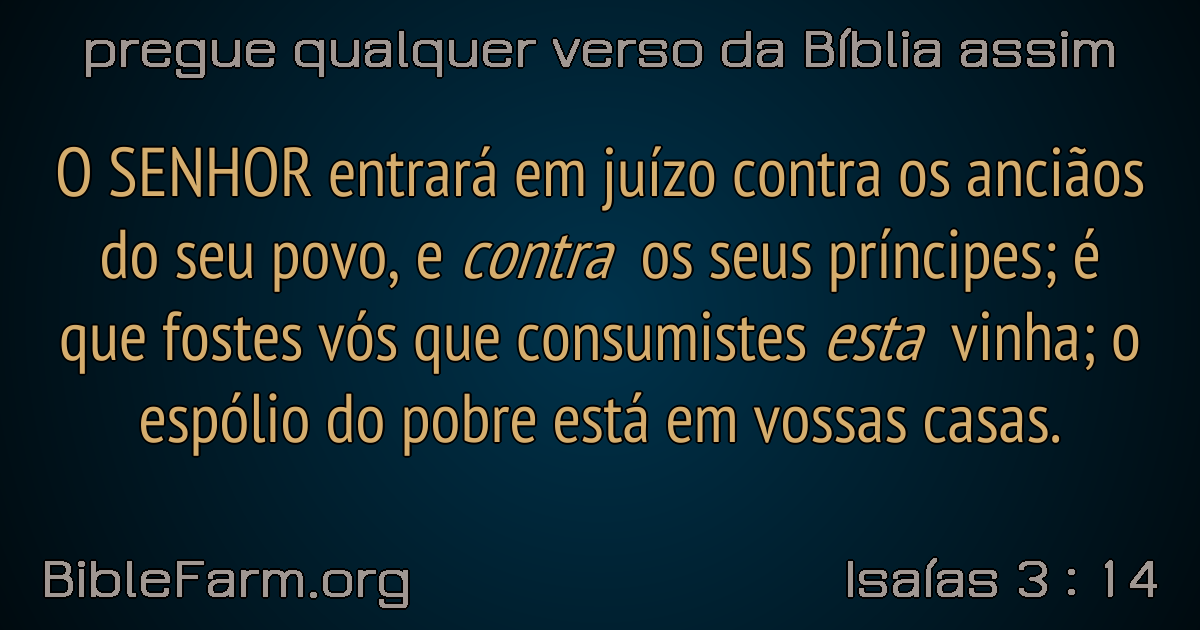 pregue qualquer verso da Bíblia assim
O SENHOR entrará em juízo contra os anciãos
do seu povo, e contra os seus príncipes; é
que fostes vós que consumistes esta vinha; o
espólio do pobre está em vossas casas.
BibleFarm.org
Isaías 3 : 14